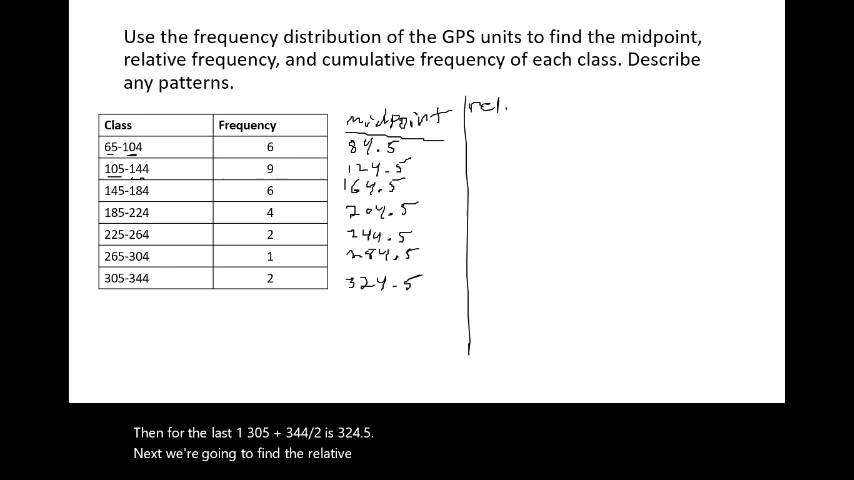 Use the frequency distribution of the GPS units to find the midpoint,
relative frequency, and cumulative frequency of each class. Describe
any patterns.
midpoint rel.
Class Frequency
65-104 6 84.5
105-144 9 124.5
145-184 6 164.5
185-224 4 204.5
225-264 2 244.5
265-304 1 284.5
305-344 2 324.5
Then for the last 1 305 + 344/2 is 324.5.
Next we're going to find the relative